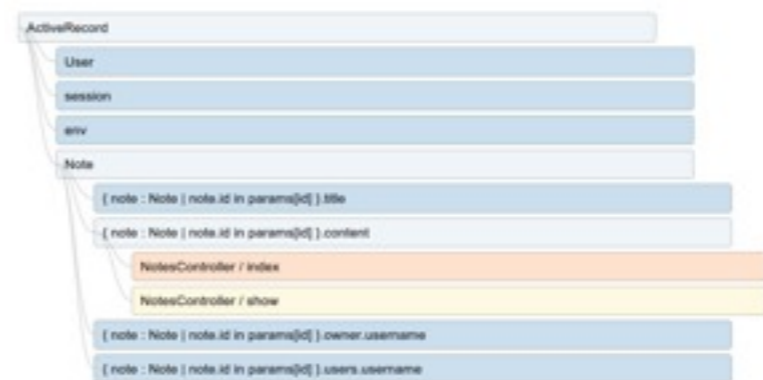 ActiveRecord
User
session
env
Note
{ note : Note | note.id in params[id] }.title
{ note : Note | note.id in params[id] }.content
NotesController / index
NotesController / show
{ note : Note | note.id in params[id] }.owner.username
{ note : Note | note.id in params[id] }.users.username